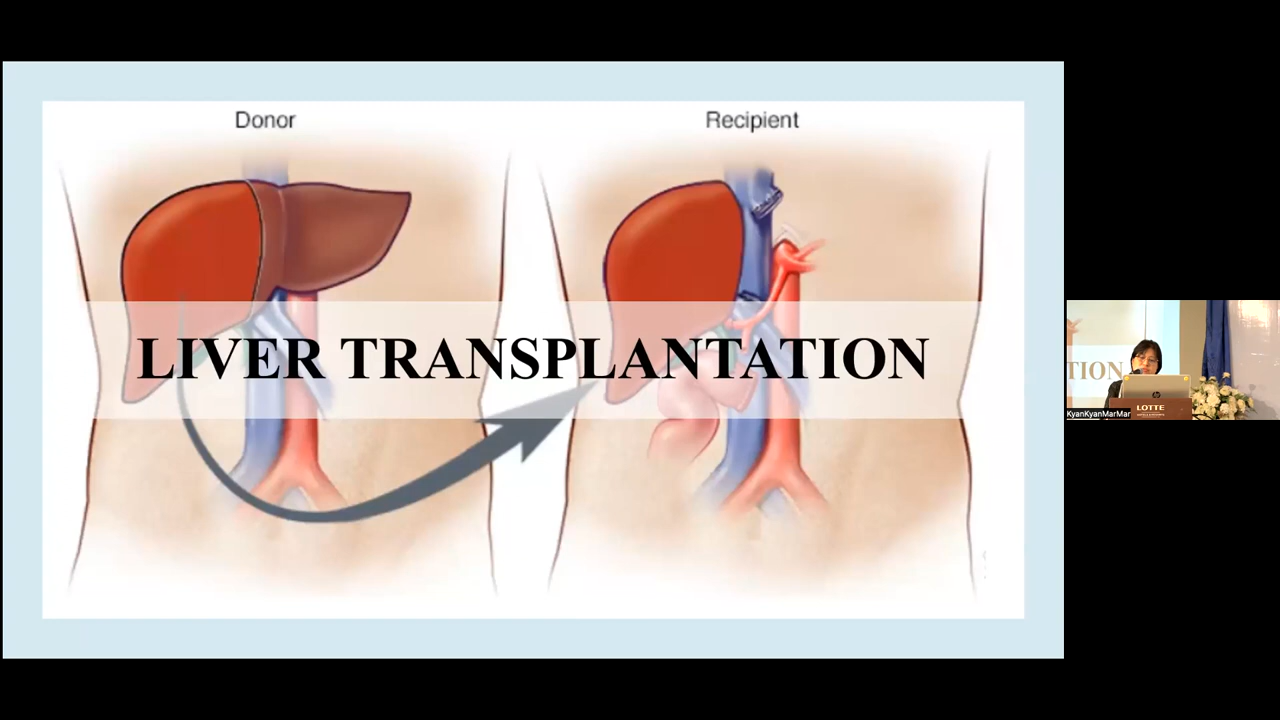 Donor
Recipient
LIVER TRANSPLANTATION
TION
KyanKyanMarMar
LOTTE